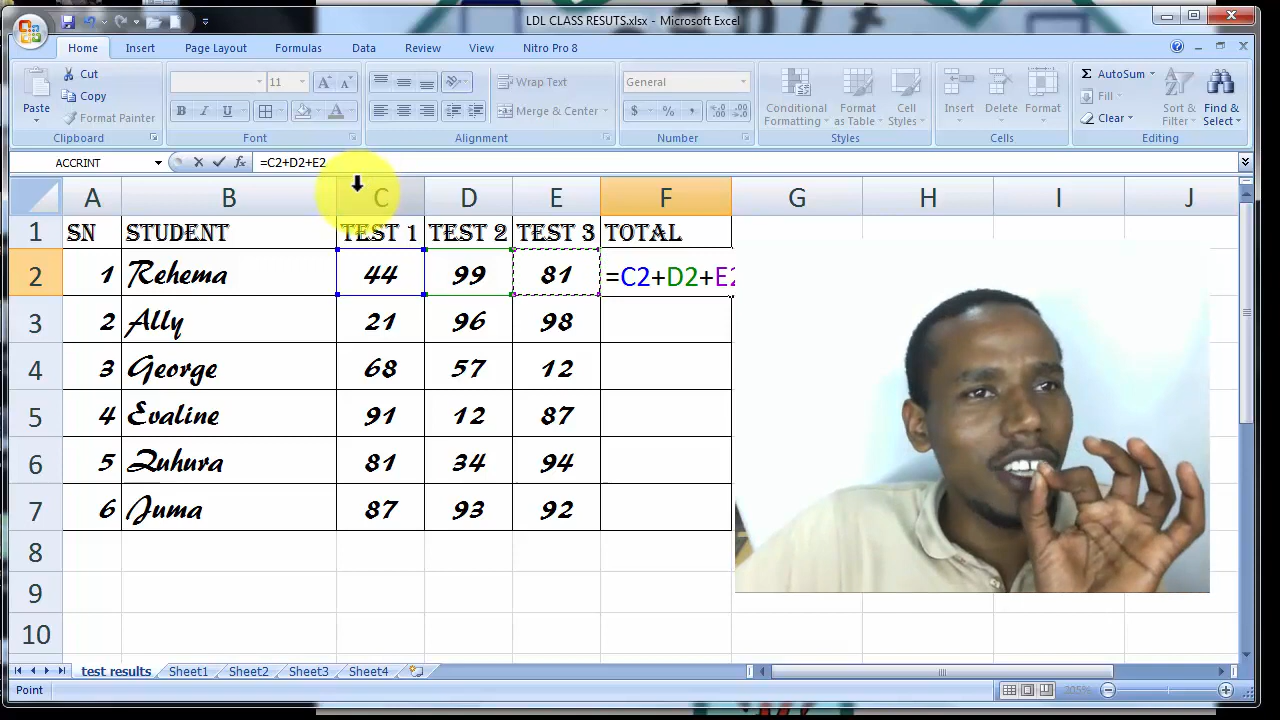 LDL CLASS RESUTS.xlsx - Microsoft Excel
Home Insert Page Layout Formulas Data Review View Nitro Pro 8
Paste Cut 11 Wrap Text General Conditional Formatting Format as Table Cell Styles Insert Delete Format Σ AutoSum Sort & Filter Find & Select
Copy Fill
Format Painter B I U A Merge & Center $ % , Clear
Clipboard Font Alignment Number Styles Cells Editing
ACCRINT fx =C2+D2+E2
A B C D E F G H I J
1 SN STUDENT TEST 1 TEST 2 TEST 3 TOTAL
2 1 Rehema 44 99 81 =C2+D2+E2
3 2 Ally 21 96 98
4 3 George 68 57 12
5 4 Evaline 91 12 87
6 5 Zuhura 81 34 94
7 6 Juma 87 93 92
8
9
10
test results Sheet1 Sheet2 Sheet3 Sheet4
Point 205%